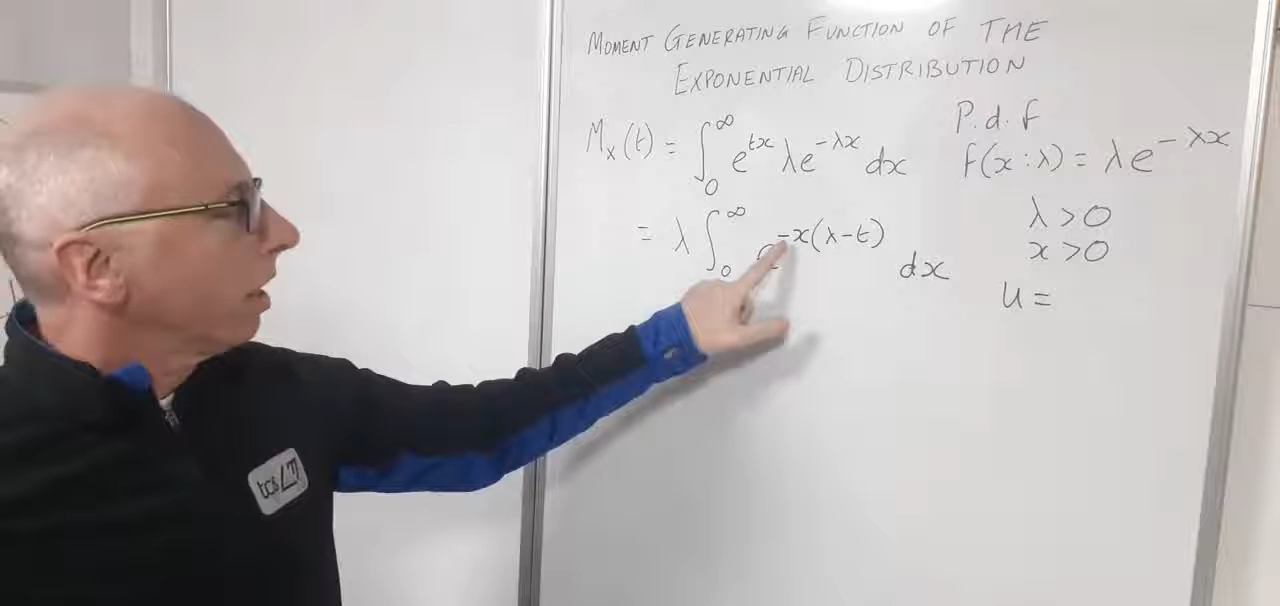 MOMENT GENERATING FUNCTION OF THE
EXPONENTIAL DISTRIBUTION
P.d.f
Mₓ(t) = ∫₀^∞ e^{tx} λe^{-λx} dx
f(x:λ) = λe^{-λx}
= λ ∫₀^∞ e^{-x(λ-t)} dx
λ>0
x>0
u =